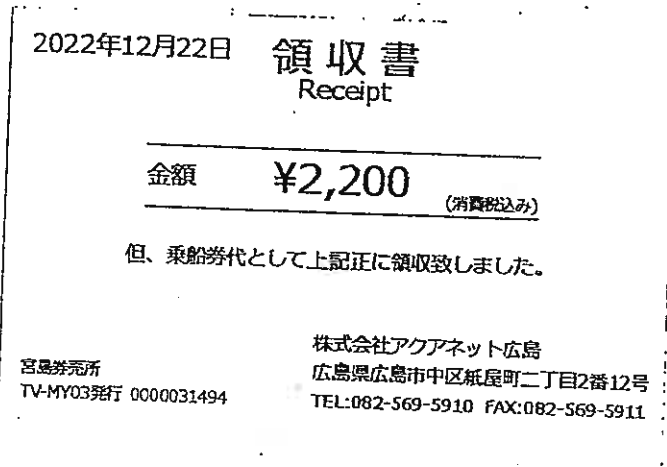 2022年12月22日
領収書
Receipt
金額 ¥2,200 (消費税込み)
但、乗船券代として上記正に領収致しました。
宮島券売所
TV-MY03発行 0000031494
株式会社アクアネット広島
広島県広島市中区紙屋町二丁目2番12号
TEL:082-569-5910 FAX:082-569-5911